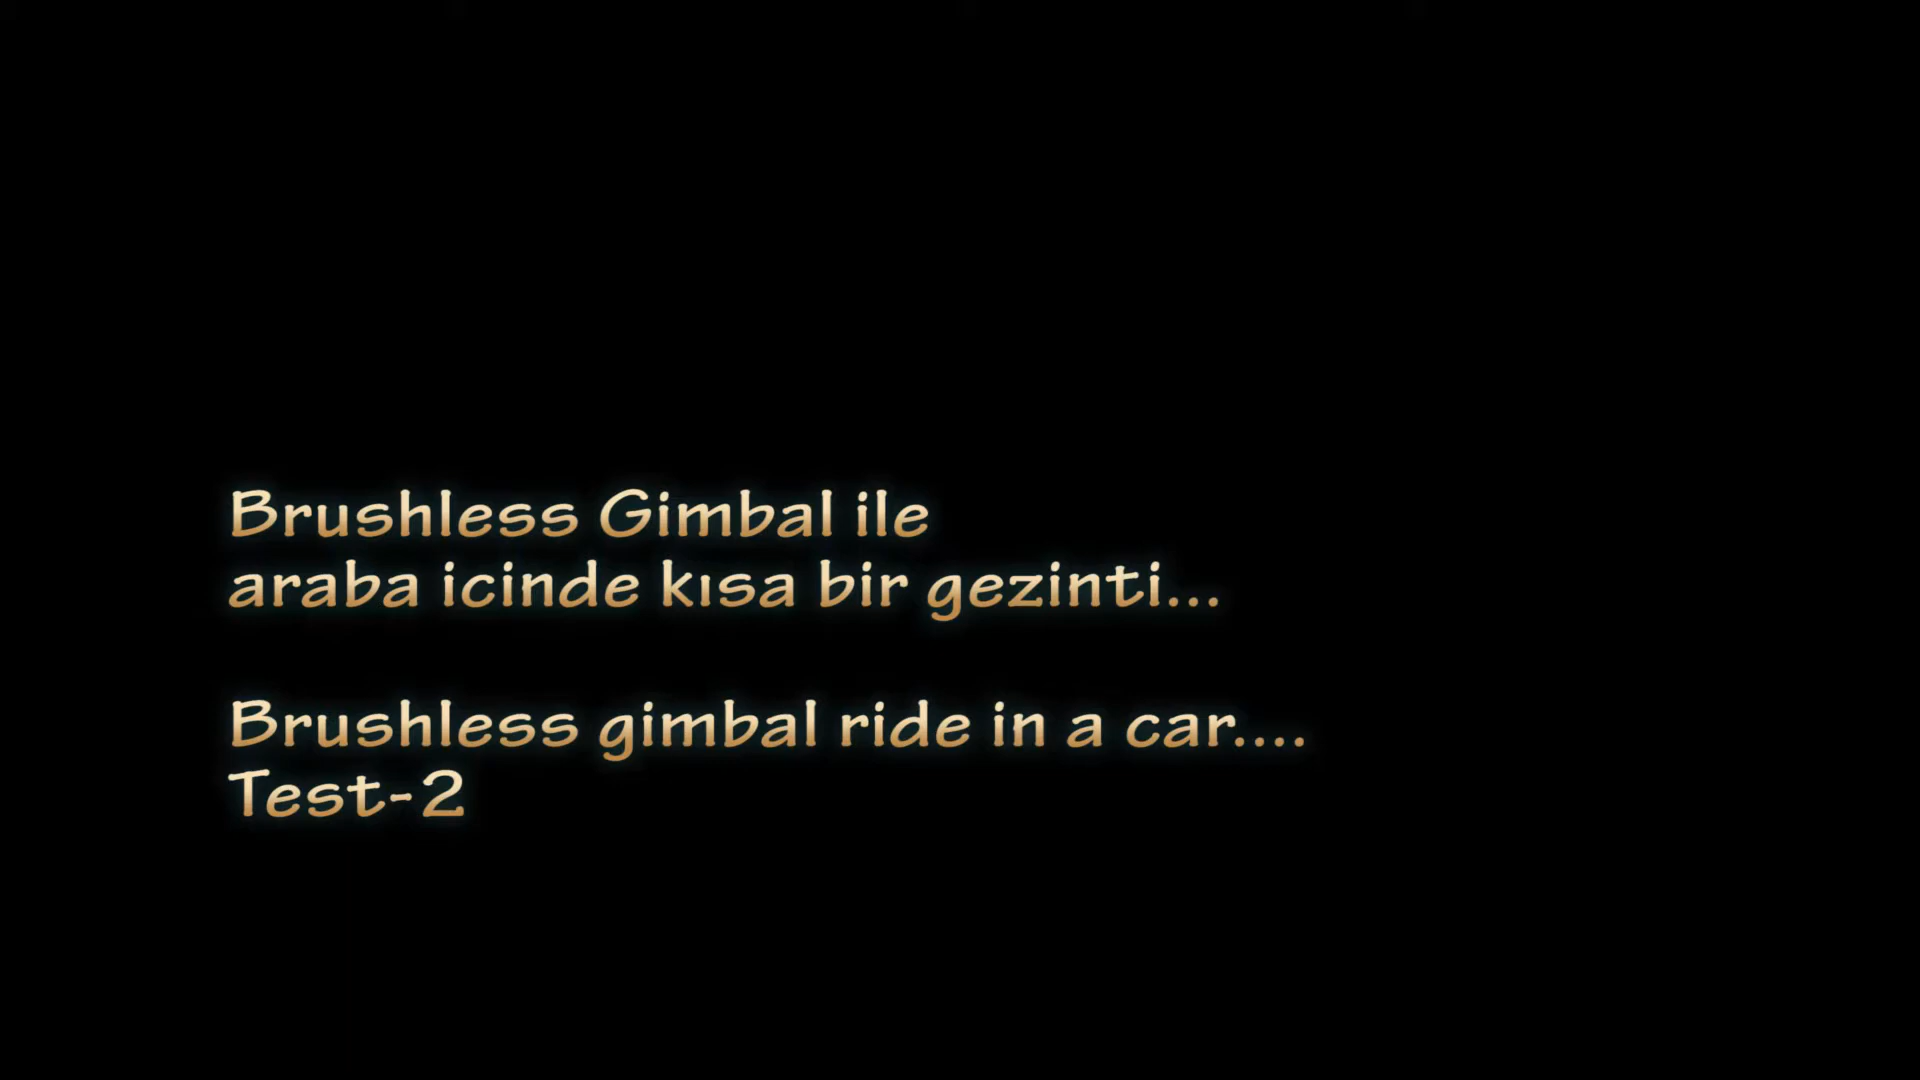 Brushless Gimbal ile
araba icinde kısa bir gezinti...
Brushless gimbal ride in a car....
Test-2